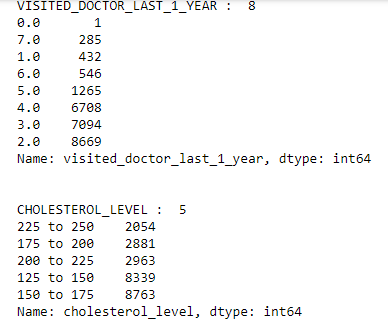 VISITED_DOCTOR_LAST_1_YEAR :  8
0.0       1
7.0     285
1.0     432
6.0     546
5.0    1265
4.0    6708
3.0    7094
2.0    8669
Name: visited_doctor_last_1_year, dtype: int64
CHOLESTEROL_LEVEL :  5
225 to 250    2054
175 to 200    2881
200 to 225    2963
125 to 150    8339
150 to 175    8763
Name: cholesterol_level, dtype: int64